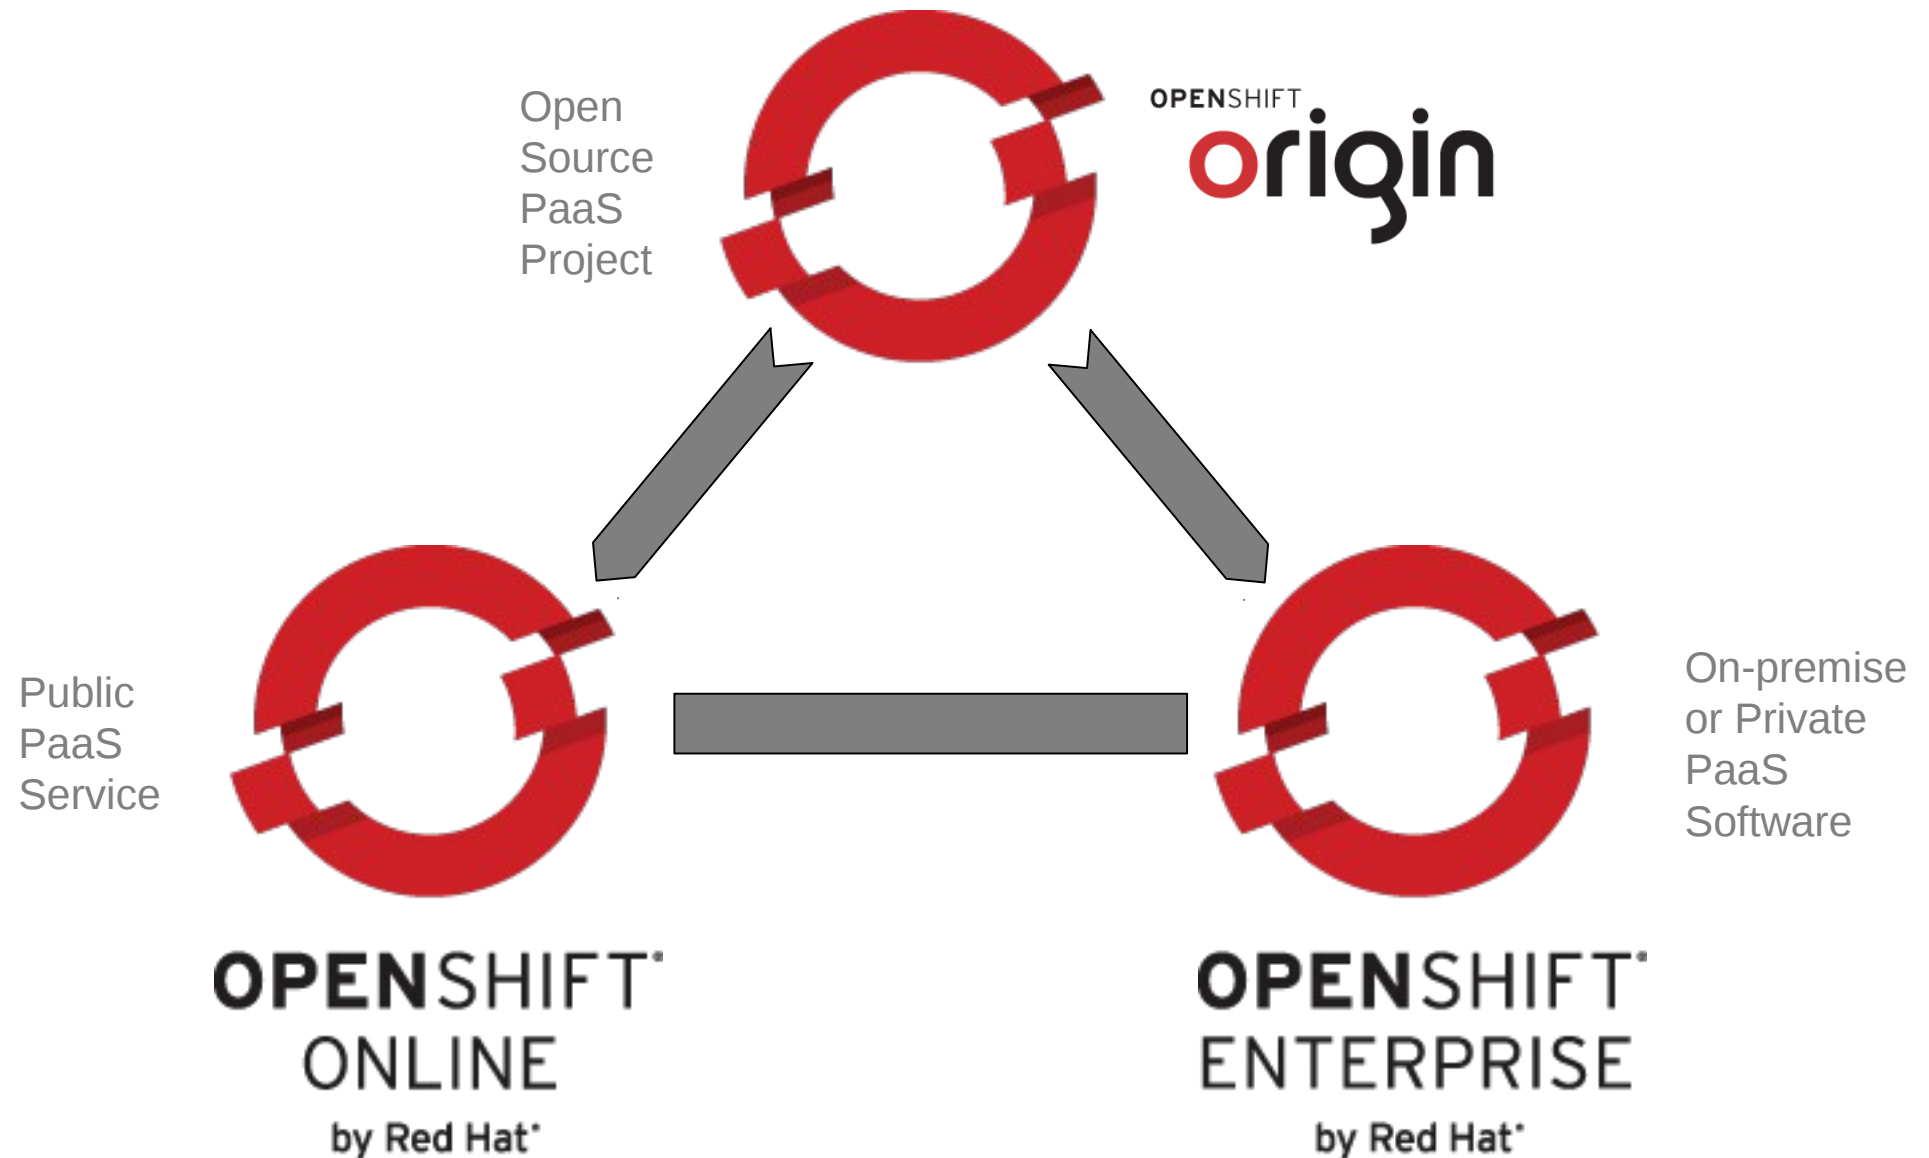 Open
Source
PaaS
Project
OPENSHIFT
origin
Public
PaaS
Service
On-premise
or Private
PaaS
Software
OPENSHIFT
ONLINE
by Red Hat
OPENSHIFT
ENTERPRISE
by Red Hat